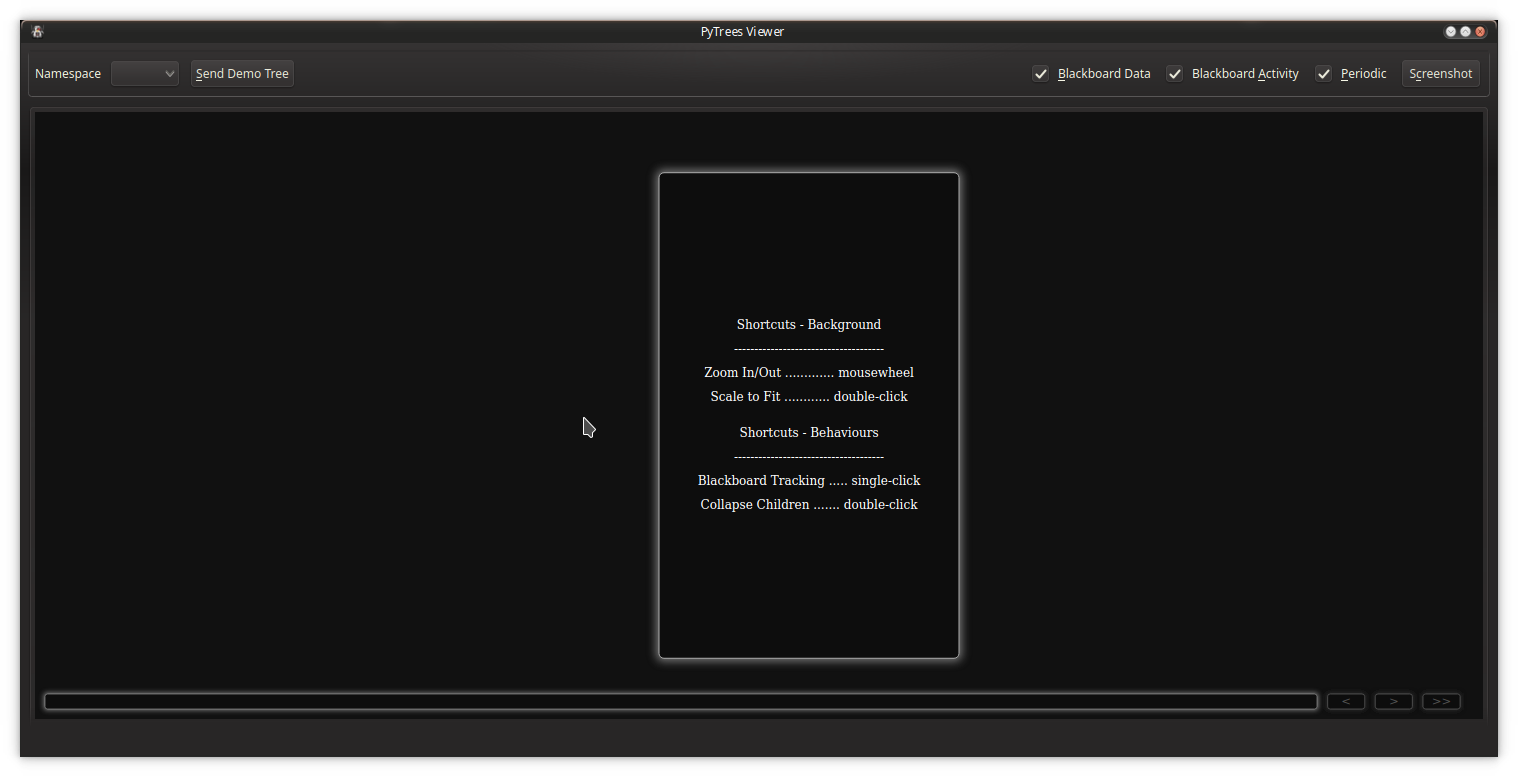 PyTrees Viewer
Namespace
Send Demo Tree
Blackboard Data
Blackboard Activity
Periodic
Screenshot
Shortcuts - Background
-------------------------------------
Zoom In/Out ............. mousewheel
Scale to Fit ............ double-click
Shortcuts - Behaviours
-------------------------------------
Blackboard Tracking ..... single-click
Collapse Children ....... double-click
<
>
>>